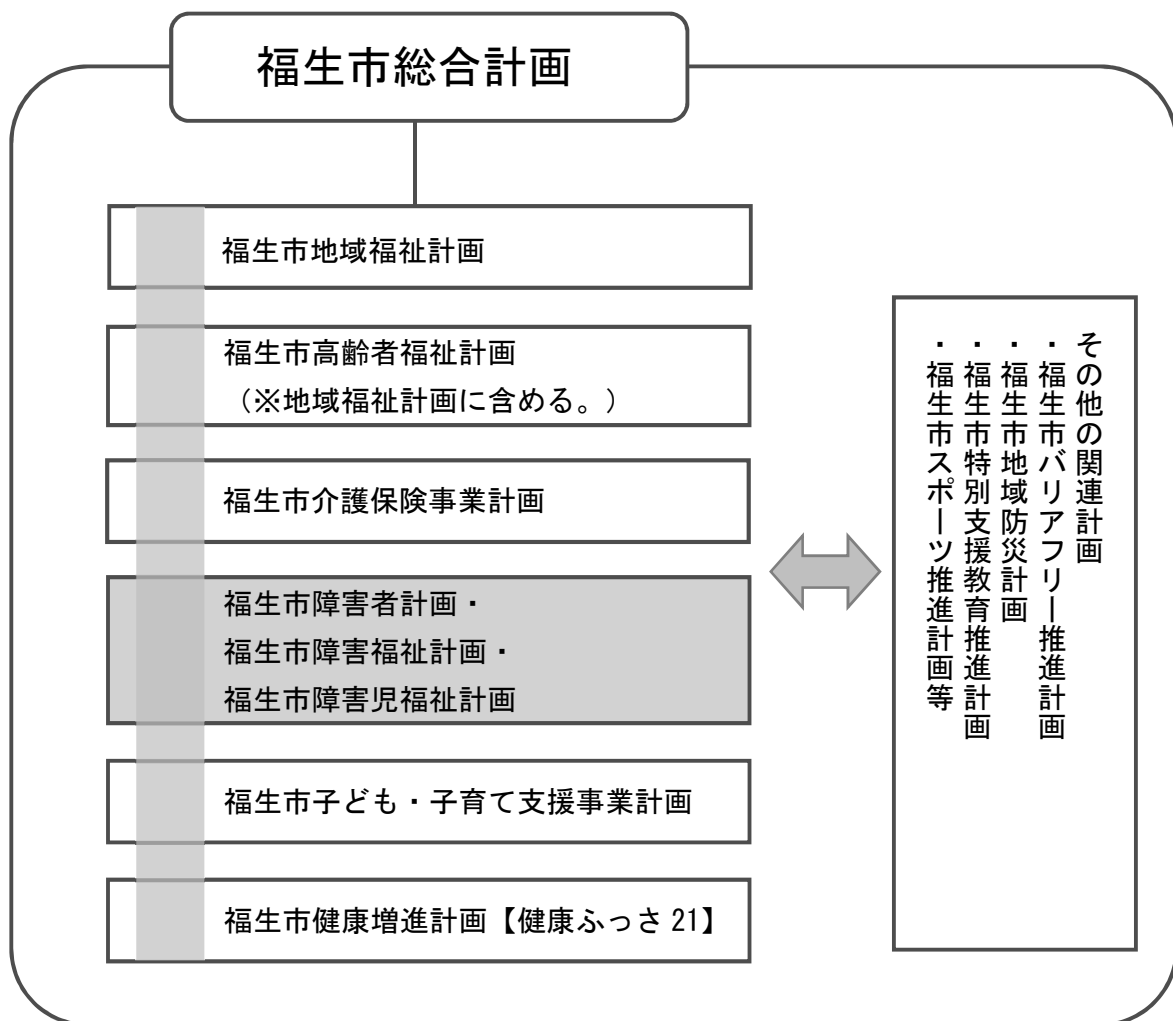 福生市総合計画
福生市地域福祉計画
福生市高齢者福祉計画
（※地域福祉計画に含める。）
福生市介護保険事業計画
福生市障害者計画・
福生市障害福祉計画・
福生市障害児福祉計画
福生市子ども・子育て支援事業計画
福生市健康増進計画【健康ふっさ 21】
その他の関連計画
・福生市バリアフリー推進計画
・福生市地域防災計画
・福生市特別支援教育推進計画
・福生市スポーツ推進計画等